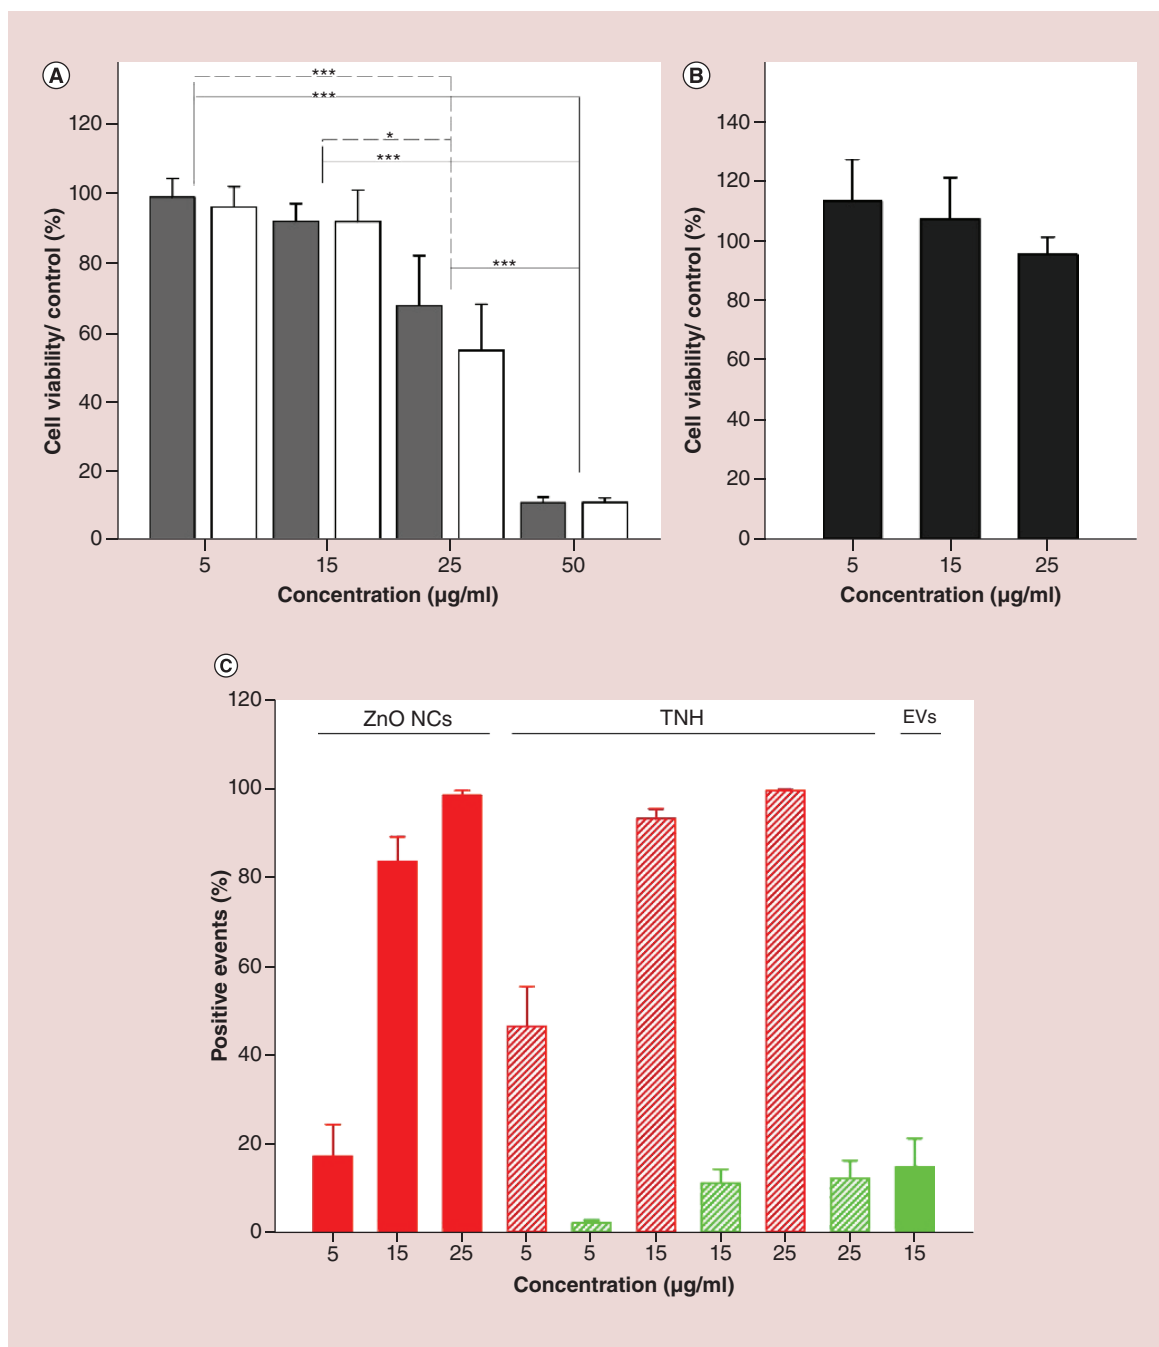 A
***
***
*
***
***
120
100
80
60
40
20
0
Cell viability/ control (%)
5 15 25 50
Concentration (µg/ml)
B
140
120
100
80
60
40
20
0
Cell viability/ control (%)
5 15 25
Concentration (µg/ml)
C
ZnO NCs TNH EVs
120
100
80
60
40
20
0
Positive events (%)
5 15 25 5 5 15 15 25 25 15
Concentration (µg/ml)